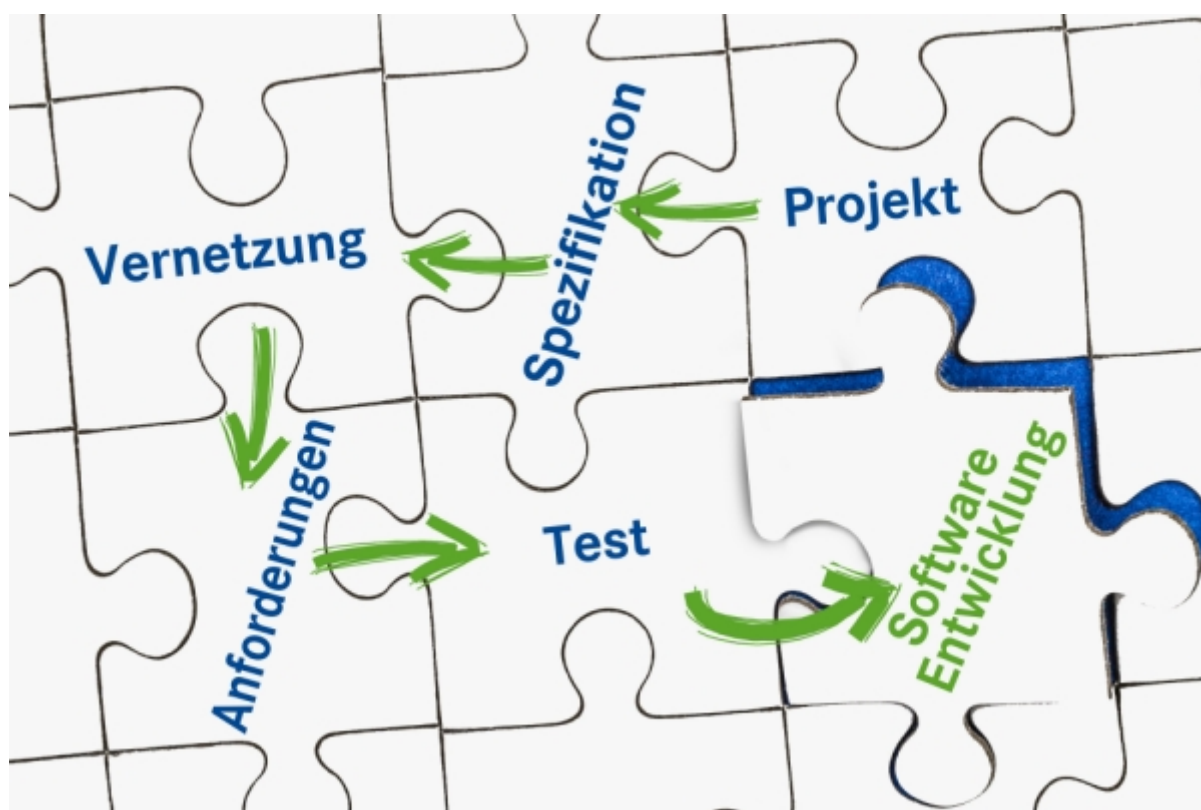 Projekt
Spezifikation
Vernetzung
Anforderungen
Test
Software
Entwicklung